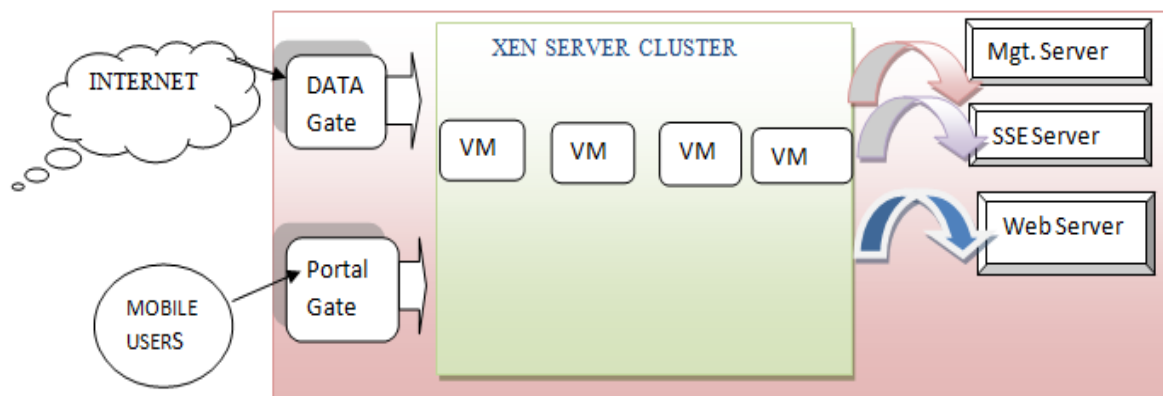 INTERNET
DATA
Gate
XEN SERVER CLUSTER
VM
VM
VM
VM
Mgt. Server
SSE Server
Web Server
Portal
Gate
MOBILE
USERS